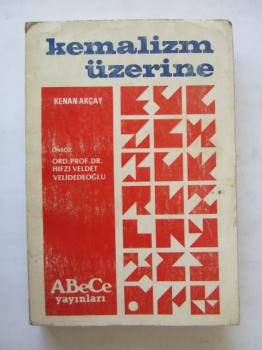 kemalizm
üzerine
KENAN AKÇAY
ÖNSÖZ
ORD. PROF. DR.
HIFZI VELDET
VELİDEDEOĞLU
ABeCe
yayınları